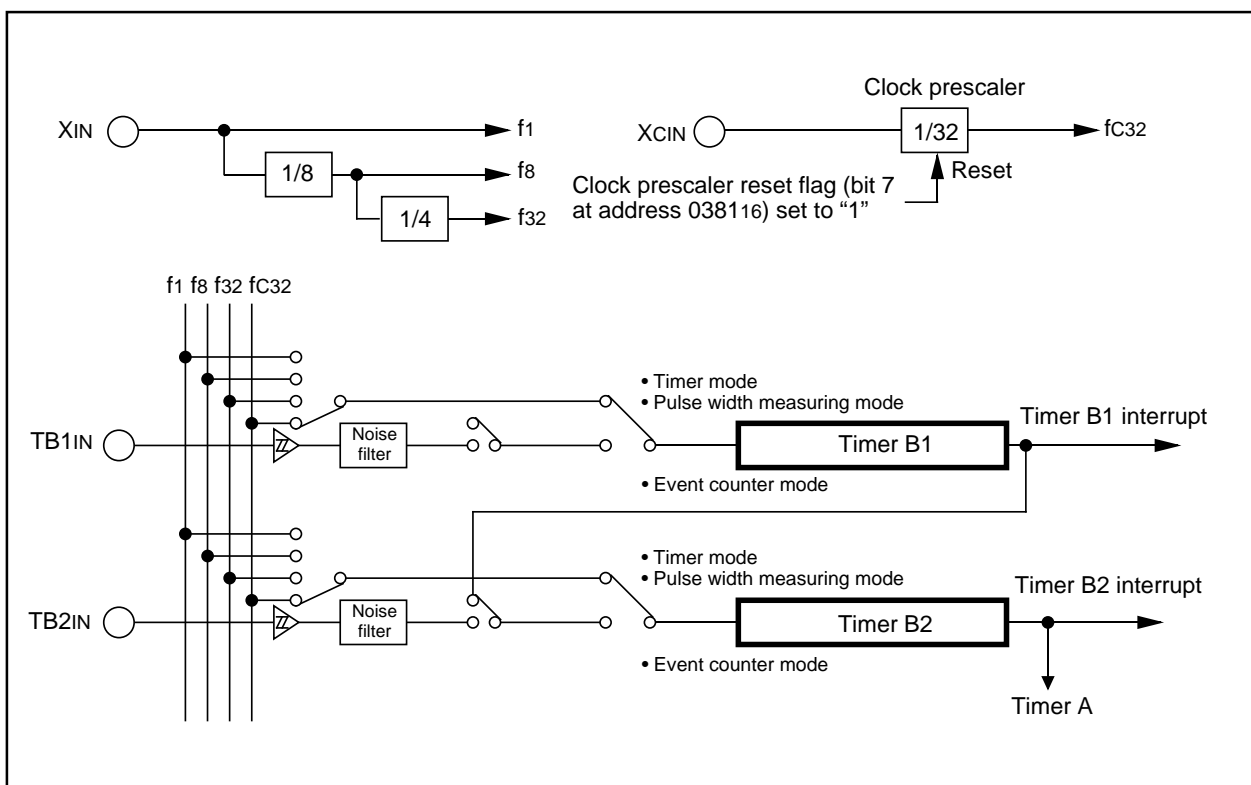 Clock prescaler
XIN
f1
XCIN
1/32
fC32
1/8
f8
Reset
Clock prescaler reset flag (bit 7
at address 038116) set to “1”
1/4
f32
f1 f8 f32 fC32
• Timer mode
• Pulse width measuring mode
TB1IN
Noise
filter
Timer B1
Timer B1 interrupt
• Event counter mode
• Timer mode
• Pulse width measuring mode
TB2IN
Noise
filter
Timer B2
Timer B2 interrupt
• Event counter mode
Timer A